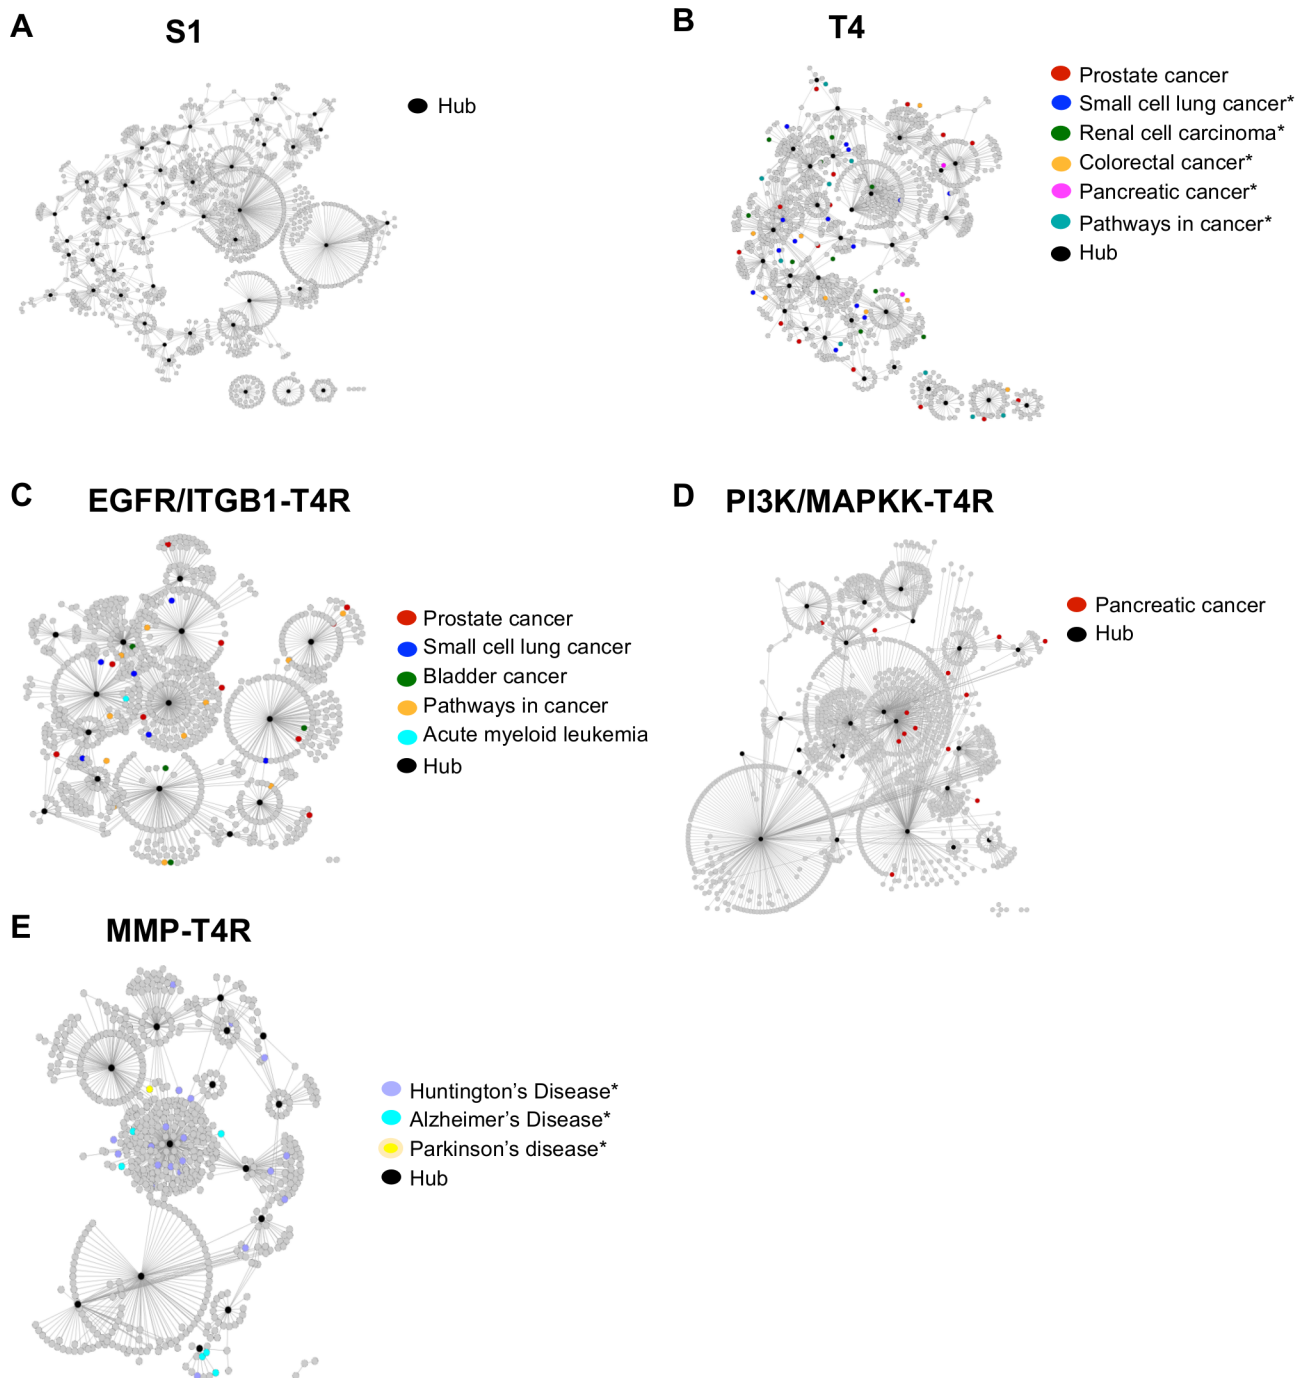 A
S1
Hub
B
T4
Prostate cancer
Small cell lung cancer*
Renal cell carcinoma*
Colorectal cancer*
Pancreatic cancer*
Pathways in cancer*
Hub
C
EGFR/ITGB1-T4R
Prostate cancer
Small cell lung cancer
Bladder cancer
Pathways in cancer
Acute myeloid leukemia
Hub
D
PI3K/MAPKK-T4R
Pancreatic cancer
Hub
E
MMP-T4R
Huntington’s Disease*
Alzheimer’s Disease*
Parkinson’s disease*
Hub